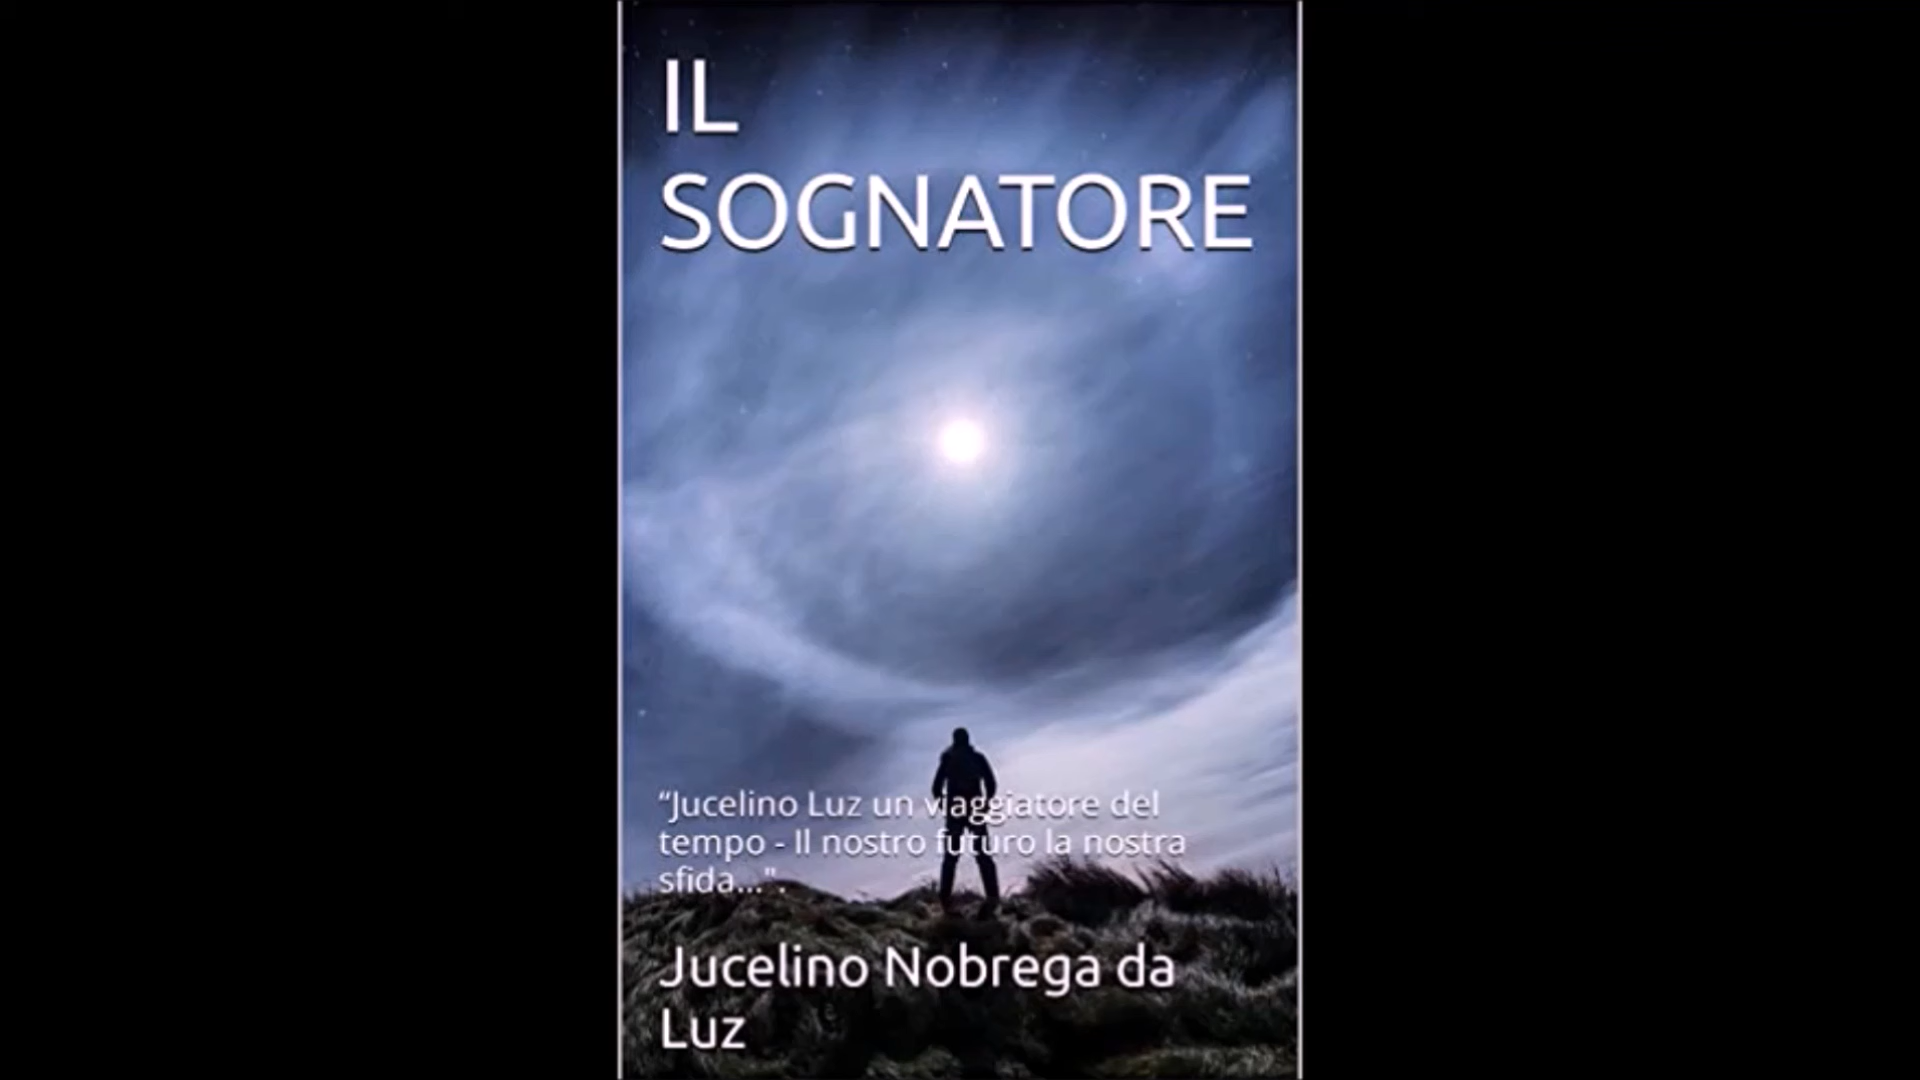 IL
SOGNATORE
“Jucelino Luz un viaggiatore del
tempo - Il nostro futuro la nostra
sfida...".
Jucelino Nobrega da
Luz